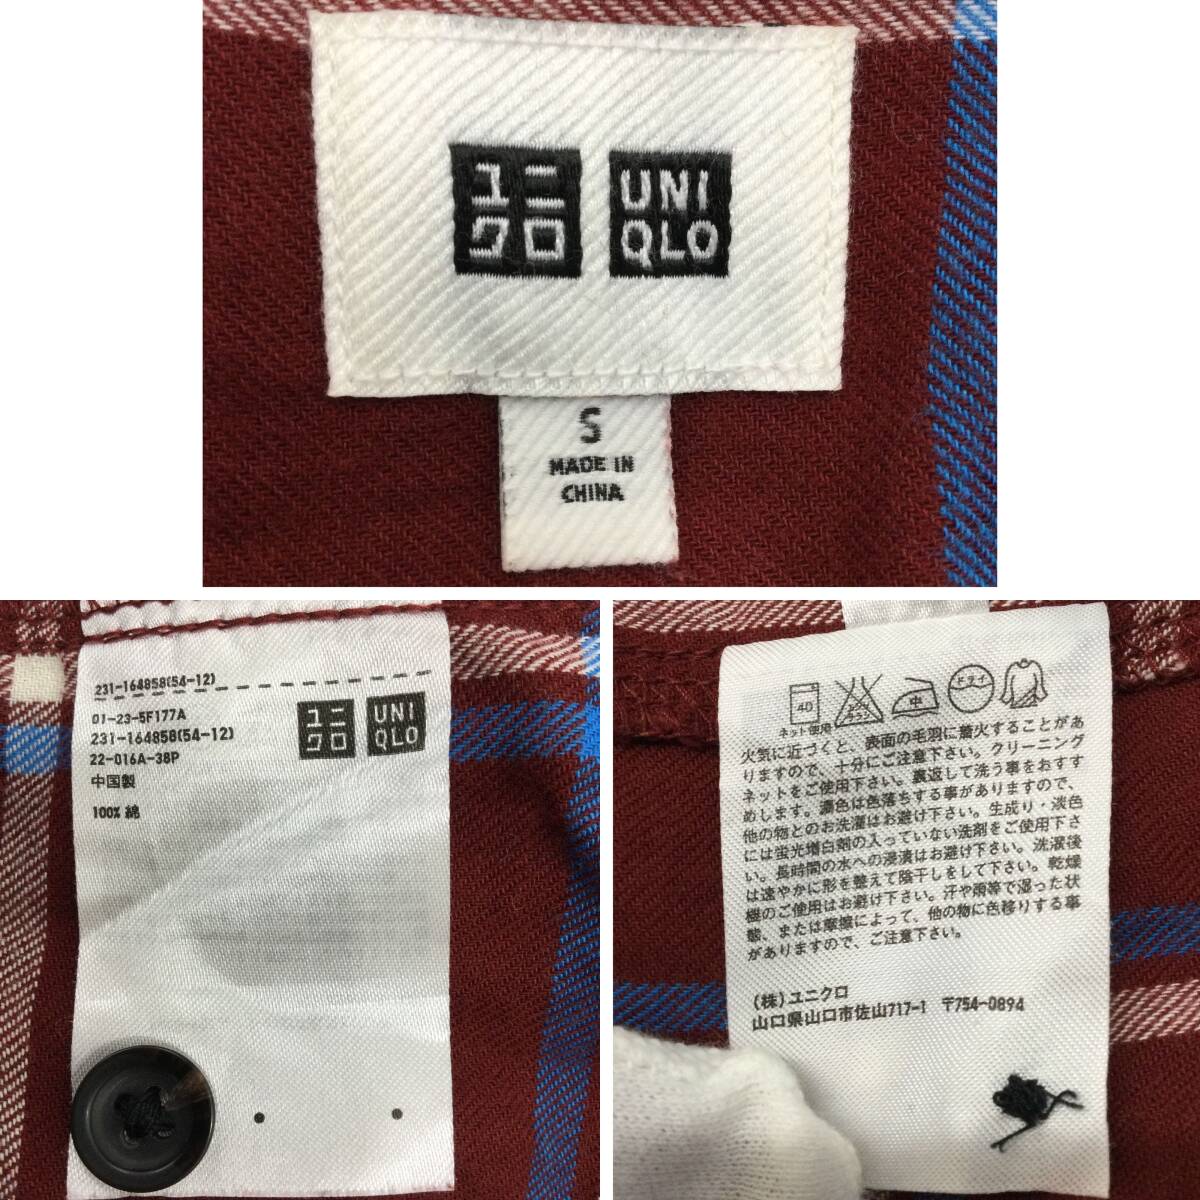 ユニ
クロ
UNI
QLO
S
MADE IN
CHINA
231-164858(54-12)
01-23-5F177A
231-164858(54-12)
22-016A-38P
中国製
100% 綿
ユニ
クロ
UNI
QLO
40
中
ドライ
ネット使用
火気に近づくと、表面の毛羽に着火することがあ
りますので、十分にご注意下さい。クリーニング
ネットをご使用下さい。裏返して洗う事をおすす
めします。濃色は色落ちする事がありますので、
他の物とのお洗濯はお避け下さい。生成り・淡色
には蛍光増白剤の入っていない洗剤をご使用下さ
い。長時間の水への浸漬はお避け下さい。洗濯後
は速やかに形を整えて陰干しをして下さい。乾燥
機のご使用はお避け下さい。汗や雨等で湿った状
態、または摩擦によって、他の物に色移りする事
がありますので、ご注意下さい。
(株)ユニクロ
山口県山口市佐山717-1 〒754-0894